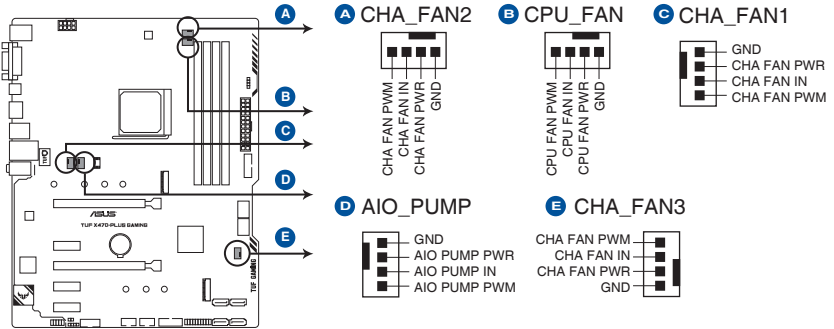 A
A CHA_FAN2
B CPU_FAN
C CHA_FAN1
CHA FAN PWM
CHA FAN IN
CHA FAN PWR
GND
CPU FAN PWM
CPU FAN IN
CPU FAN PWR
GND
GND
CHA FAN PWR
CHA FAN IN
CHA FAN PWM
B
C
D
E
D AIO_PUMP
GND
AIO PUMP PWR
AIO PUMP IN
AIO PUMP PWM
E CHA_FAN3
CHA FAN PWM
CHA FAN IN
CHA FAN PWR
GND
ASUS
TUF X470-PLUS GAMING
TUF GAMING